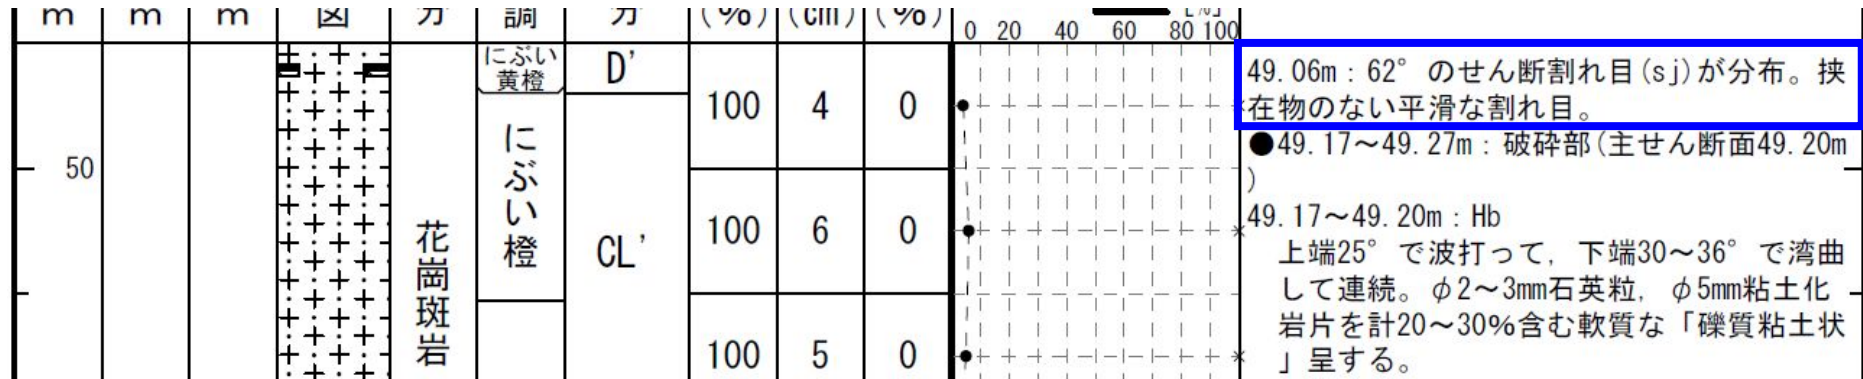 m m m 図 分 調 分 (%) (cm) (%)
0 20 40 60 80 100
にぶい
黄橙
D'
100 4 0
49.06m：62°のせん断割れ目(sj)が分布。挟
在物のない平滑な割れ目。
●49.17～49.27m：破砕部(主せん断面49.20m
)
50
にぶい橙
花崗斑岩
CL'
100 6 0
49.17～49.20m：Hb
上端25°で波打って，下端30～36°で湾曲
して連続。φ2～3mm石英粒，φ5mm粘土化
岩片を計20～30%含む軟質な「礫質粘土状
」呈する。
100 5 0